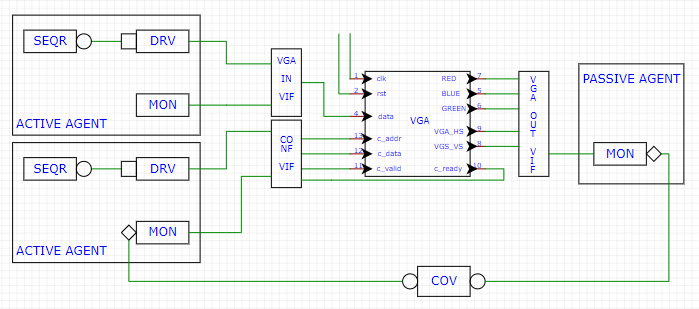 SEQR
DRV
MON
ACTIVE AGENT
SEQR
DRV
MON
ACTIVE AGENT
VGA
IN
VIF
CO
NF
VIF
1 clk
2 rst
4 data
13 c_addr
12 c_data
11 c_valid
VGA
RED 7
BLUE 5
GREEN 6
VGA_HS 9
VGS_VS 8
c_ready 10
V
G
A
O
U
T
V
I
F
PASSIVE AGENT
MON
COV